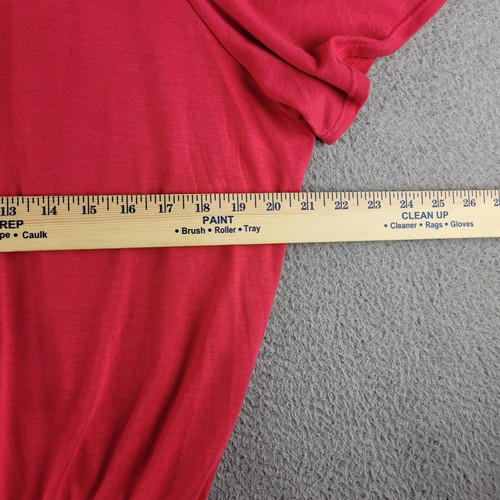 13 14 15 16 17 18 19 20 21 22 23 24 25 26
REP PAINT CLEAN UP
pe • Caulk • Brush • Roller • Tray • Cleaner • Rags • Gloves